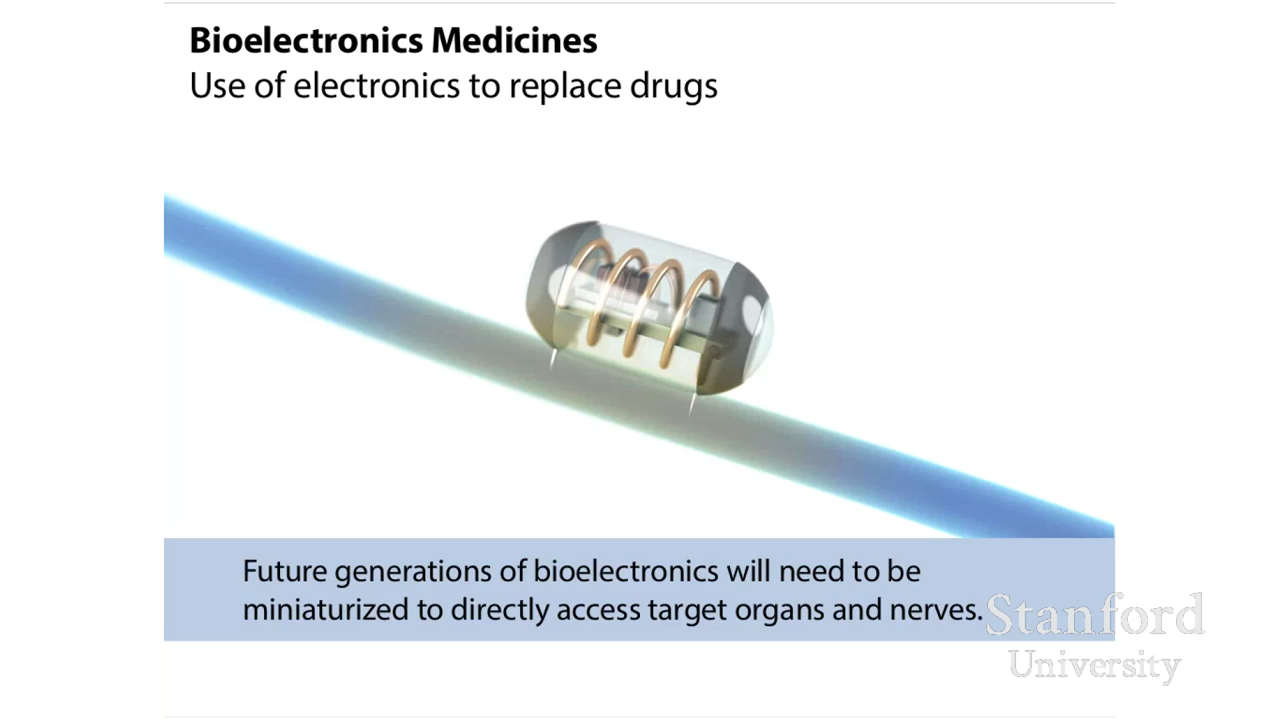 Bioelectronics Medicines
Use of electronics to replace drugs
Future generations of bioelectronics will need to be
miniaturized to directly access target organs and nerves.
Stanford
University